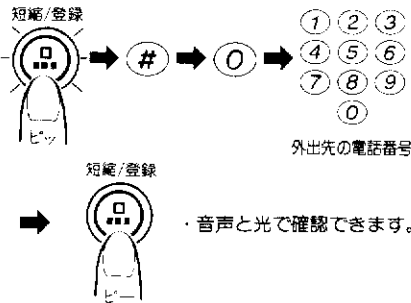 短縮/登録
# 0
1 2 3
4 5 6
7 8 9
0
ピッ
外出先の電話番号
短縮/登録
・音声と光で確認できます。
ピー